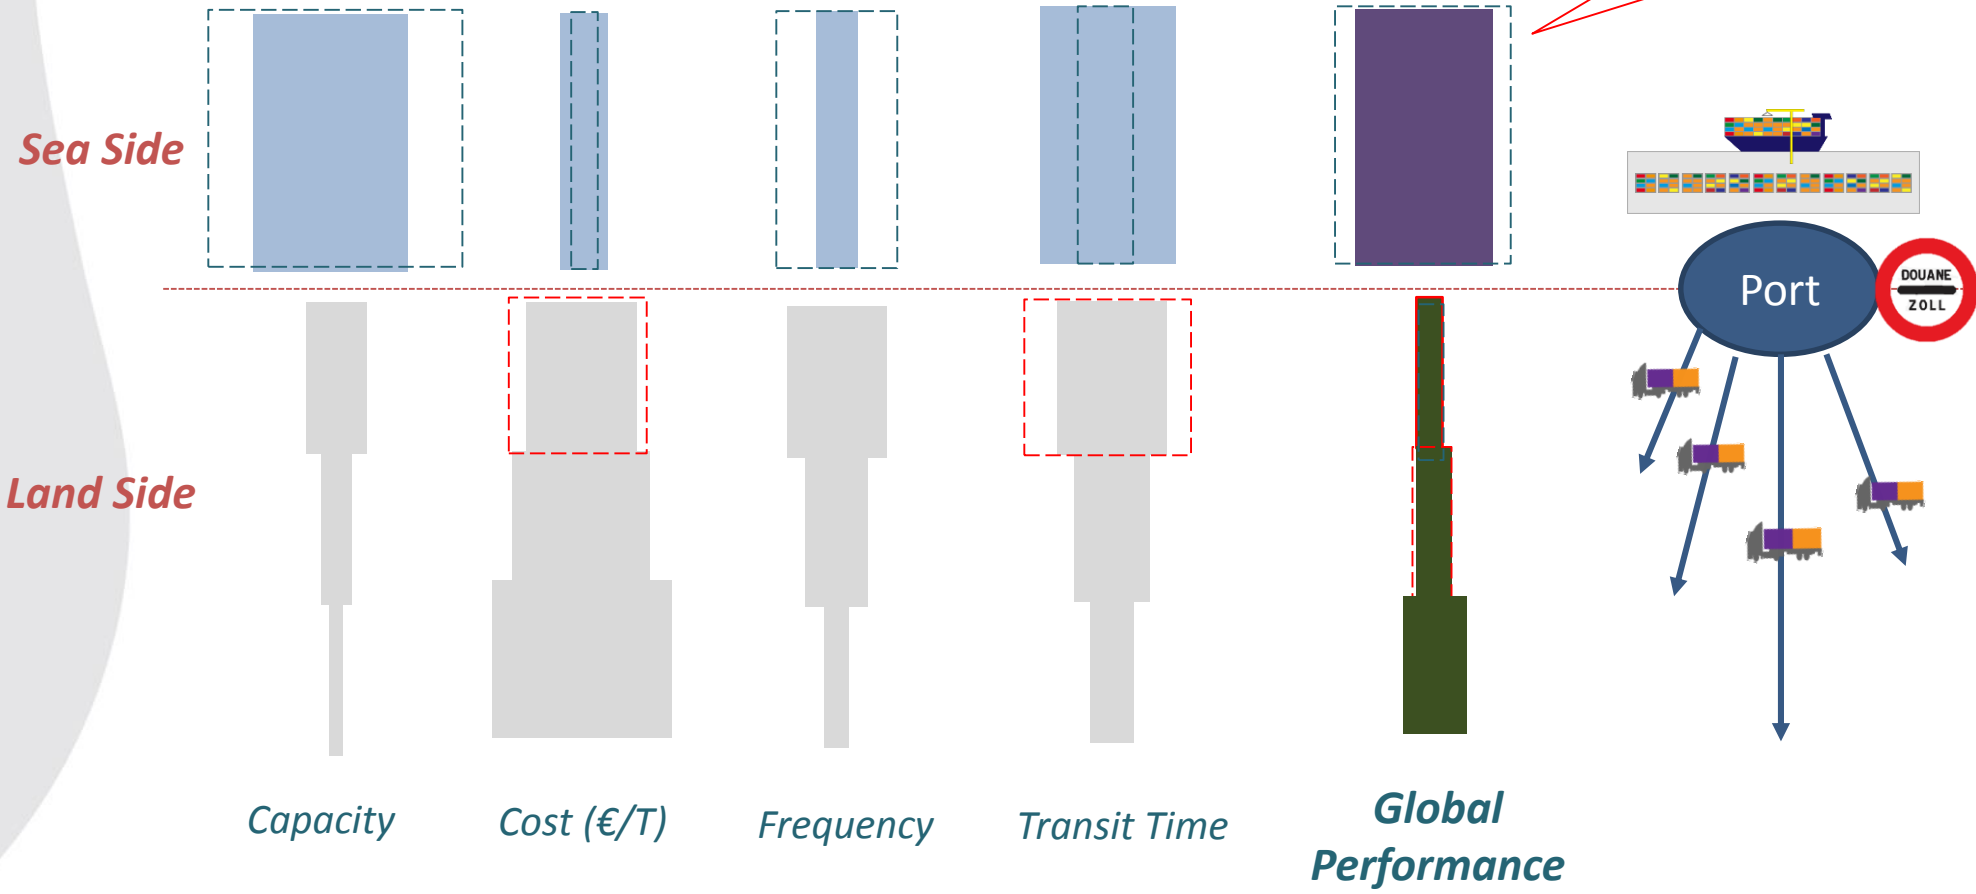 Sea Side
Port
DOUANE
ZOLL
Land Side
Capacity
Cost (€/T)
Frequency
Transit Time
Global
Performance